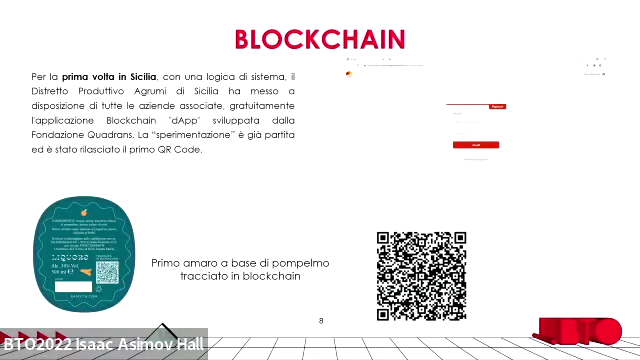 BLOCKCHAIN
Per la prima volta in Sicilia, con una logica di sistema, il
Distretto Produttivo Agrumi di Sicilia ha messo a
disposizione di tutte le aziende associate, gratuitamente
l'applicazione Blockchain 'dApp' sviluppata dalla
Fondazione Quadrans. La "sperimentazione" è già partita
ed è stato rilasciato il primo QR Code.
LIQUORE
Alc. 30% Vol.
500 ml e
Primo amaro a base di pompelmo
tracciato in blockchain
8
BTO2022 Isaac Asimov Hall
BTO